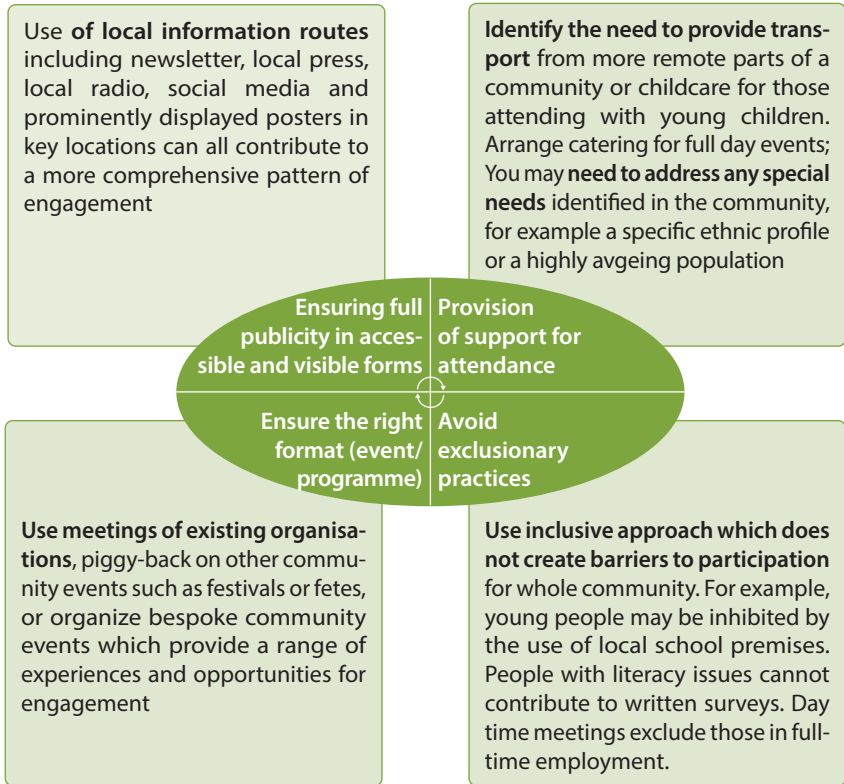 Use of local information routes
including newsletter, local press,
local radio, social media and
prominently displayed posters in
key locations can all contribute to
a more comprehensive pattern of
engagement
Identify the need to provide trans-
port from more remote parts of a
community or childcare for those
attending with young children.
Arrange catering for full day events;
You may need to address any special
needs identified in the community,
for example a specific ethnic profile
or a highly avgeing population
Ensuring full
publicity in acces-
sible and visible forms
Provision
of support for
attendance
Ensure the right
format (event/
programme)
Avoid
exclusionary
practices
Use meetings of existing organisa-
tions, piggy-back on other commu-
nity events such as festivals or fetes,
or organize bespoke community
events which provide a range of
experiences and opportunities for
engagement
Use inclusive approach which does
not create barriers to participation
for whole community. For example,
young people may be inhibited by
the use of local school premises.
People with literacy issues cannot
contribute to written surveys. Day
time meetings exclude those in full-
time employment.